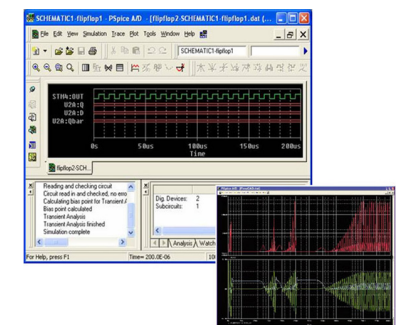 SCHEMATIC1-flipflop1 - PSpice A/D - [flipflop2-SCHEMATIC1-flipflop1.dat (...
File Edit View Simulation Trace Plot Tools Window Help
SCHEMATIC1-flipflop1
STM4:OUT
U2A:Q
U2A:D
U2A:Qbar
0s 50us 100us 150us 200us
Time
flipflop2-SCH...
Reading and checking circuit
Circuit read in and checked, no erro
Calculating bias point for Transient A
Bias point calculated
Transient Analysis
Transient Analysis finished
Simulation complete
Dig. Devices: 2
Subcircuits: 1
Analysis Watch
For Help, press F1 Time= 200.0E-06 10